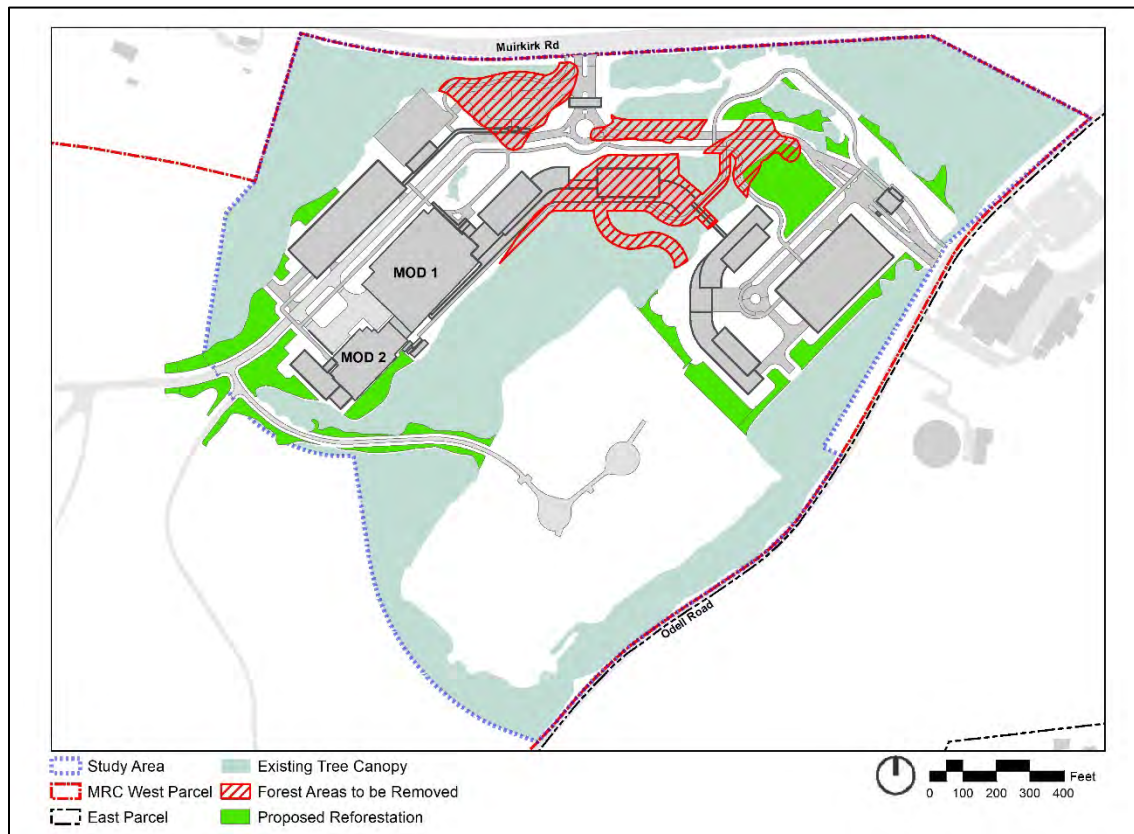 Muirkirk Rd
MOD 1
MOD 2
Odell Road
Study Area
MRC West Parcel
East Parcel
Existing Tree Canopy
Forest Areas to be Removed
Proposed Reforestation
Feet
0 100 200 300 400